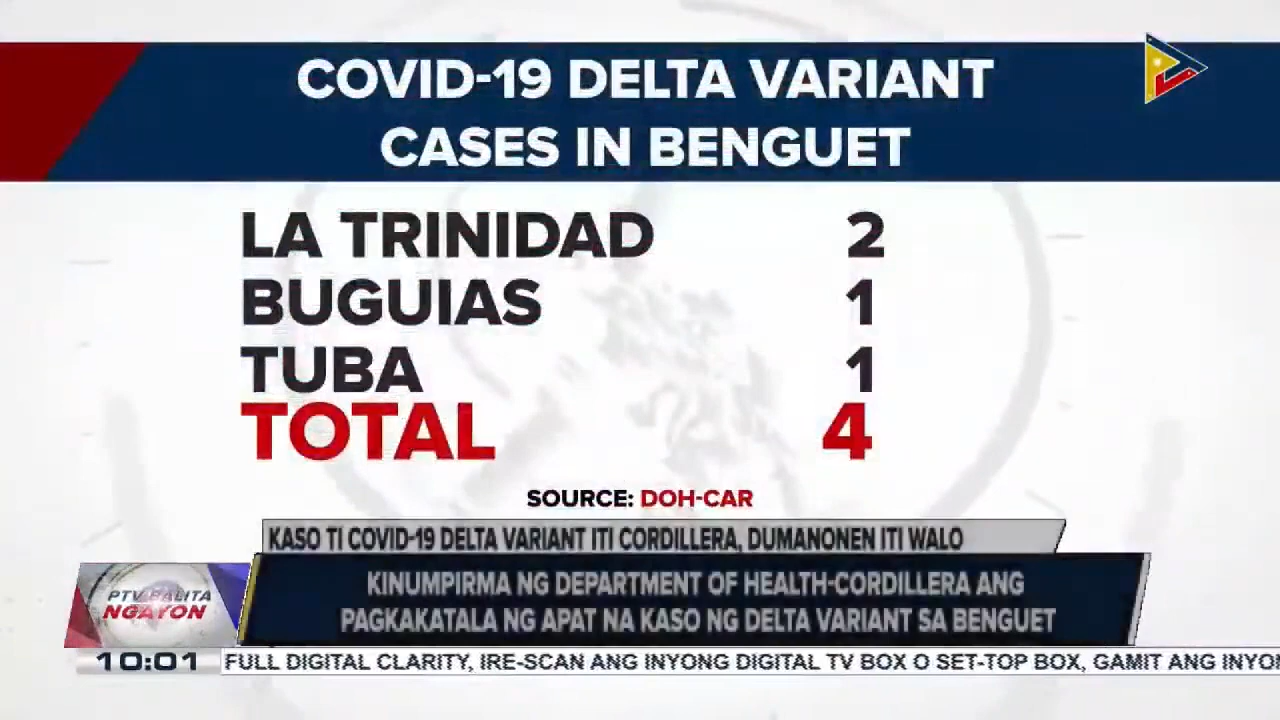 COVID-19 DELTA VARIANT
CASES IN BENGUET
LA TRINIDAD 2
BUGUIAS 1
TUBA 1
TOTAL 4
SOURCE: DOH-CAR
KASO TI COVID-19 DELTA VARIANT ITI CORDILLERA, DUMANONEN ITI WALO
KINUMPIRMA NG DEPARTMENT OF HEALTH-CORDILLERA ANG
PAGKAKATALA NG APAT NA KASO NG DELTA VARIANT SA BENGUET
PTV BALITA
NGAYON
10:01 FULL DIGITAL CLARITY, IRE-SCAN ANG INYONG DIGITAL TV BOX O SET-TOP BOX, GAMIT ANG INYON